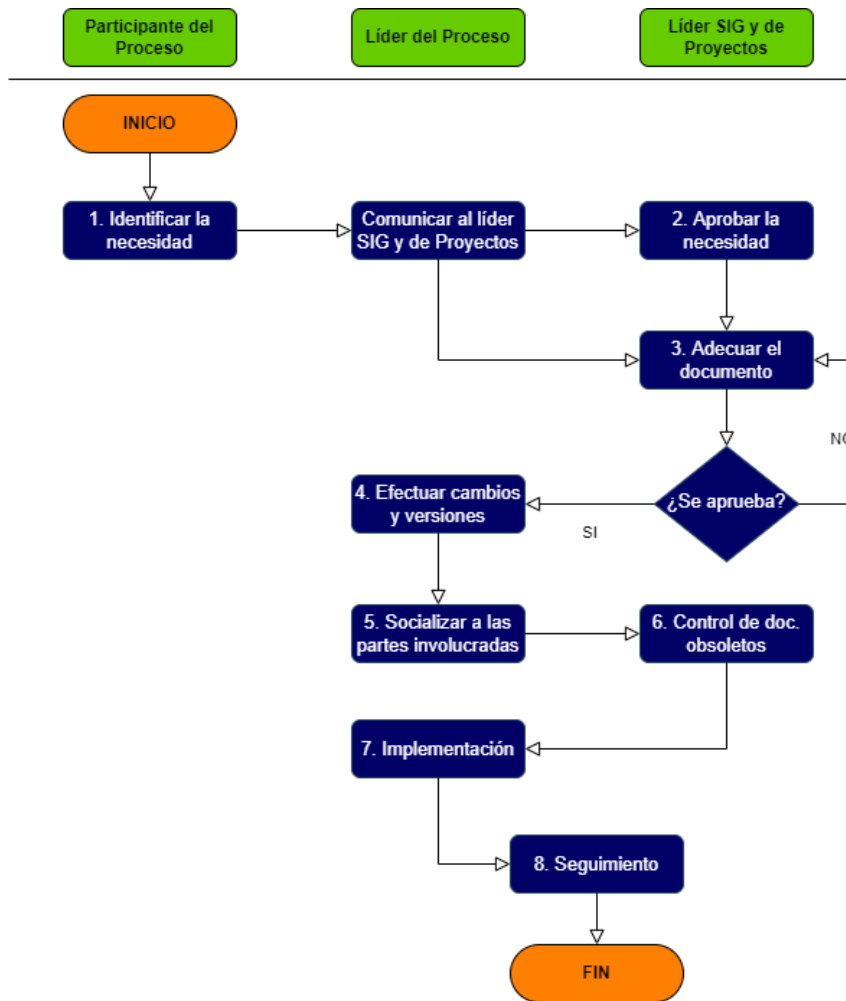 Participante del
Proceso
Líder del Proceso
Líder SIG y de
Proyectos
INICIO
1. Identificar la
necesidad
Comunicar al líder
SIG y de Proyectos
2. Aprobar la
necesidad
3. Adecuar el
documento
¿Se aprueba?
SI
4. Efectuar cambios
y versiones
5. Socializar a las
partes involucradas
6. Control de doc.
obsoletos
7. Implementación
8. Seguimiento
FIN